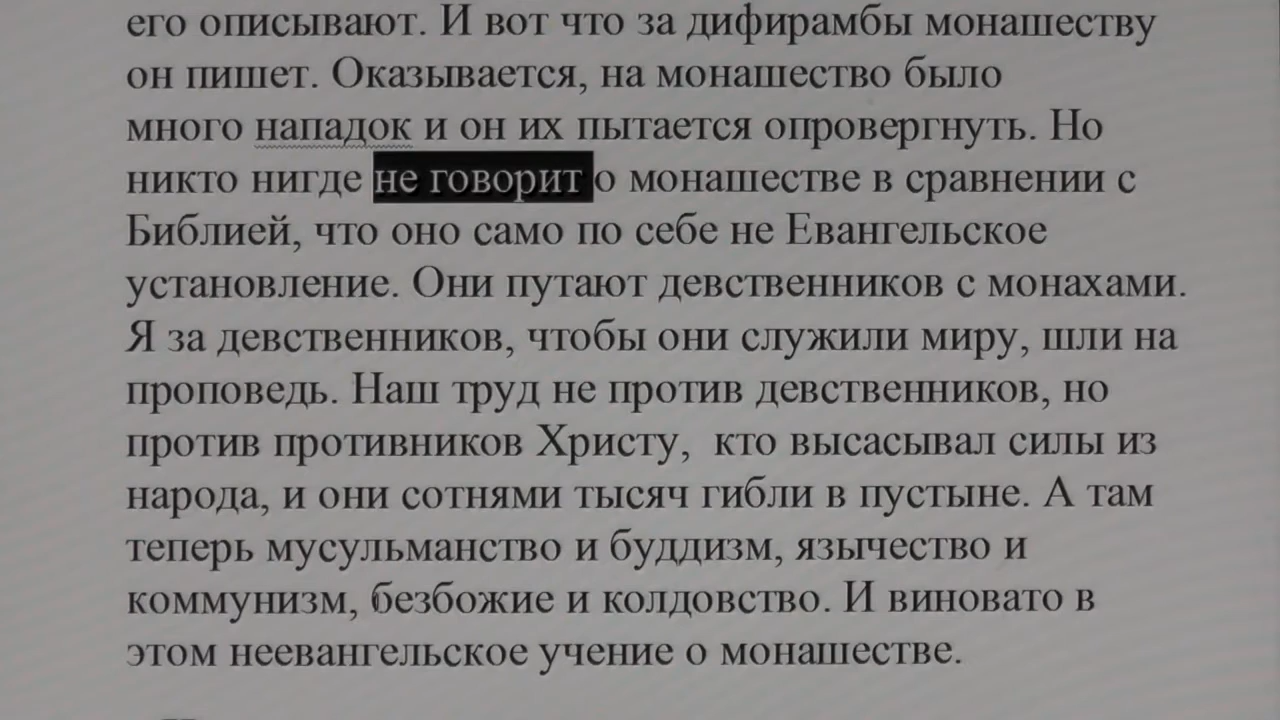 его описывают. И вот что за дифирамбы монашеству
он пишет. Оказывается, на монашество было
много нападок и он их пытается опровергнуть. Но
никто нигде не говорит о монашестве в сравнении с
Библией, что оно само по себе не Евангельское
установление. Они путают девственников с монахами.
Я за девственников, чтобы они служили миру, шли на
проповедь. Наш труд не против девственников, но
против противников Христу,  кто высасывал силы из
народа, и они сотнями тысяч гибли в пустыне. А там
теперь мусульманство и буддизм, язычество и
коммунизм, безбожие и колдовство. И виновато в
этом неевангельское учение о монашестве.